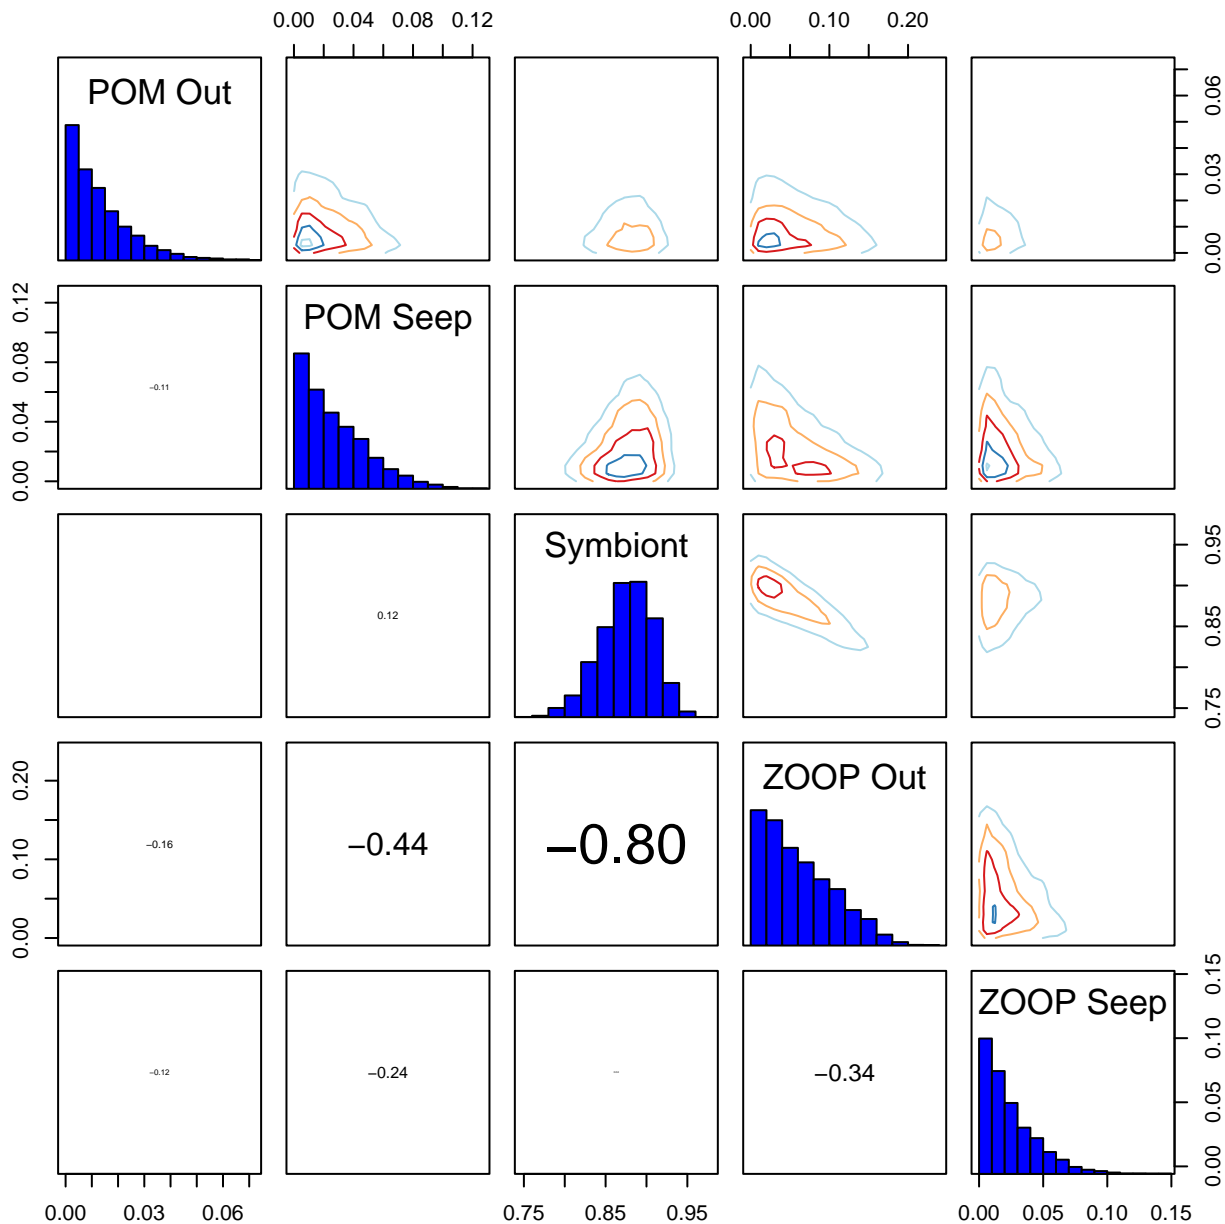 0.00 0.04 0.08 0.12 0.00 0.10 0.20
POM Out
0.00 0.03 0.06
−0.11
POM Seep
0.00 0.04 0.08 0.12
0.12
Symbiont
0.75 0.85 0.95
−0.16
−0.44
−0.80
ZOOP Out
0.00 0.10 0.20
−0.12
−0.24
−
−0.34
ZOOP Seep
0.00 0.05 0.10 0.15
0.00 0.03 0.06 0.75 0.85 0.95 0.00 0.05 0.10 0.15